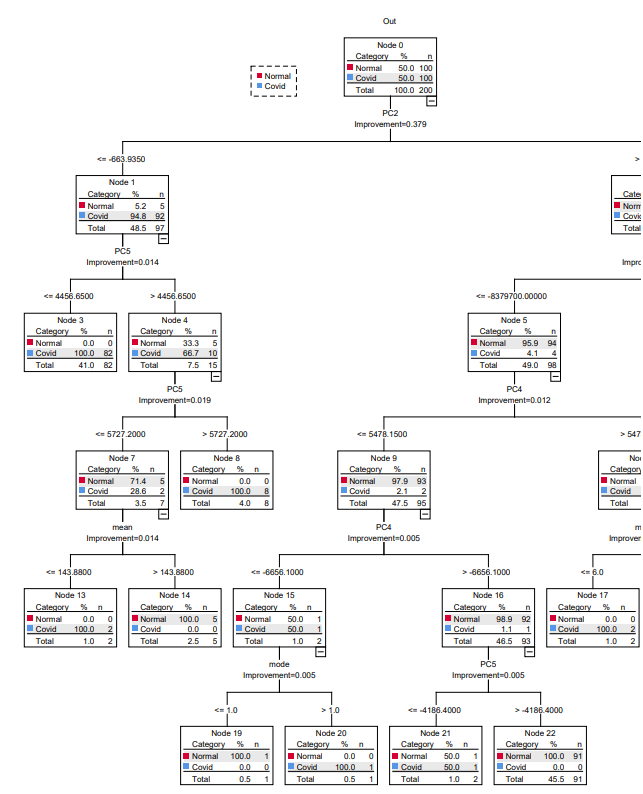 Out
Normal
Covid
Node 0
Category % n
Normal 50.0 100
Covid 50.0 100
Total 100.0 200
PC2
Improvement=0.379
<= -663.9350
>
Node 1
Category % n
Normal 5.2 5
Covid 94.8 92
Total 48.5 97
PC5
Improvement=0.014
Categ
Norm
Covid
Total
Impro
<= 4456.6500
> 4456.6500
<= -8379700.00000
Node 3
Category % n
Normal 0.0 0
Covid 100.0 82
Total 41.0 82
Node 4
Category % n
Normal 33.3 5
Covid 66.7 10
Total 7.5 15
PC5
Improvement=0.019
Node 5
Category % n
Normal 95.9 94
Covid 4.1 4
Total 49.0 98
PC4
Improvement=0.012
<= 5727.2000
> 5727.2000
<= 5478.1500
> 547
Node 7
Category % n
Normal 71.4 5
Covid 28.6 2
Total 3.5 7
mean
Improvement=0.014
Node 8
Category % n
Normal 0.0 0
Covid 100.0 8
Total 4.0 8
Node 9
Category % n
Normal 97.9 93
Covid 2.1 2
Total 47.5 95
PC4
Improvement=0.005
No
Category
Normal
Covid
Total
m
Improve
<= 143.8800
> 143.8800
<= -6656.1000
> -6656.1000
<= 6.0
Node 13
Category % n
Normal 0.0 0
Covid 100.0 2
Total 1.0 2
Node 14
Category % n
Normal 100.0 5
Covid 0.0 0
Total 2.5 5
Node 15
Category % n
Normal 50.0 1
Covid 50.0 1
Total 1.0 2
mode
Improvement=0.005
Node 16
Category % n
Normal 98.9 92
Covid 1.1 1
Total 46.5 93
PC5
Improvement=0.005
Node 17
Category % n
Normal 0.0 0
Covid 100.0 2
Total 1.0 2
<= 1.0
> 1.0
<= -4186.4000
> -4186.4000
Node 19
Category % n
Normal 100.0 1
Covid 0.0 0
Total 0.5 1
Node 20
Category % n
Normal 0.0 0
Covid 100.0 1
Total 0.5 1
Node 21
Category % n
Normal 50.0 1
Covid 50.0 1
Total 1.0 2
Node 22
Category % n
Normal 100.0 91
Covid 0.0 0
Total 45.5 91